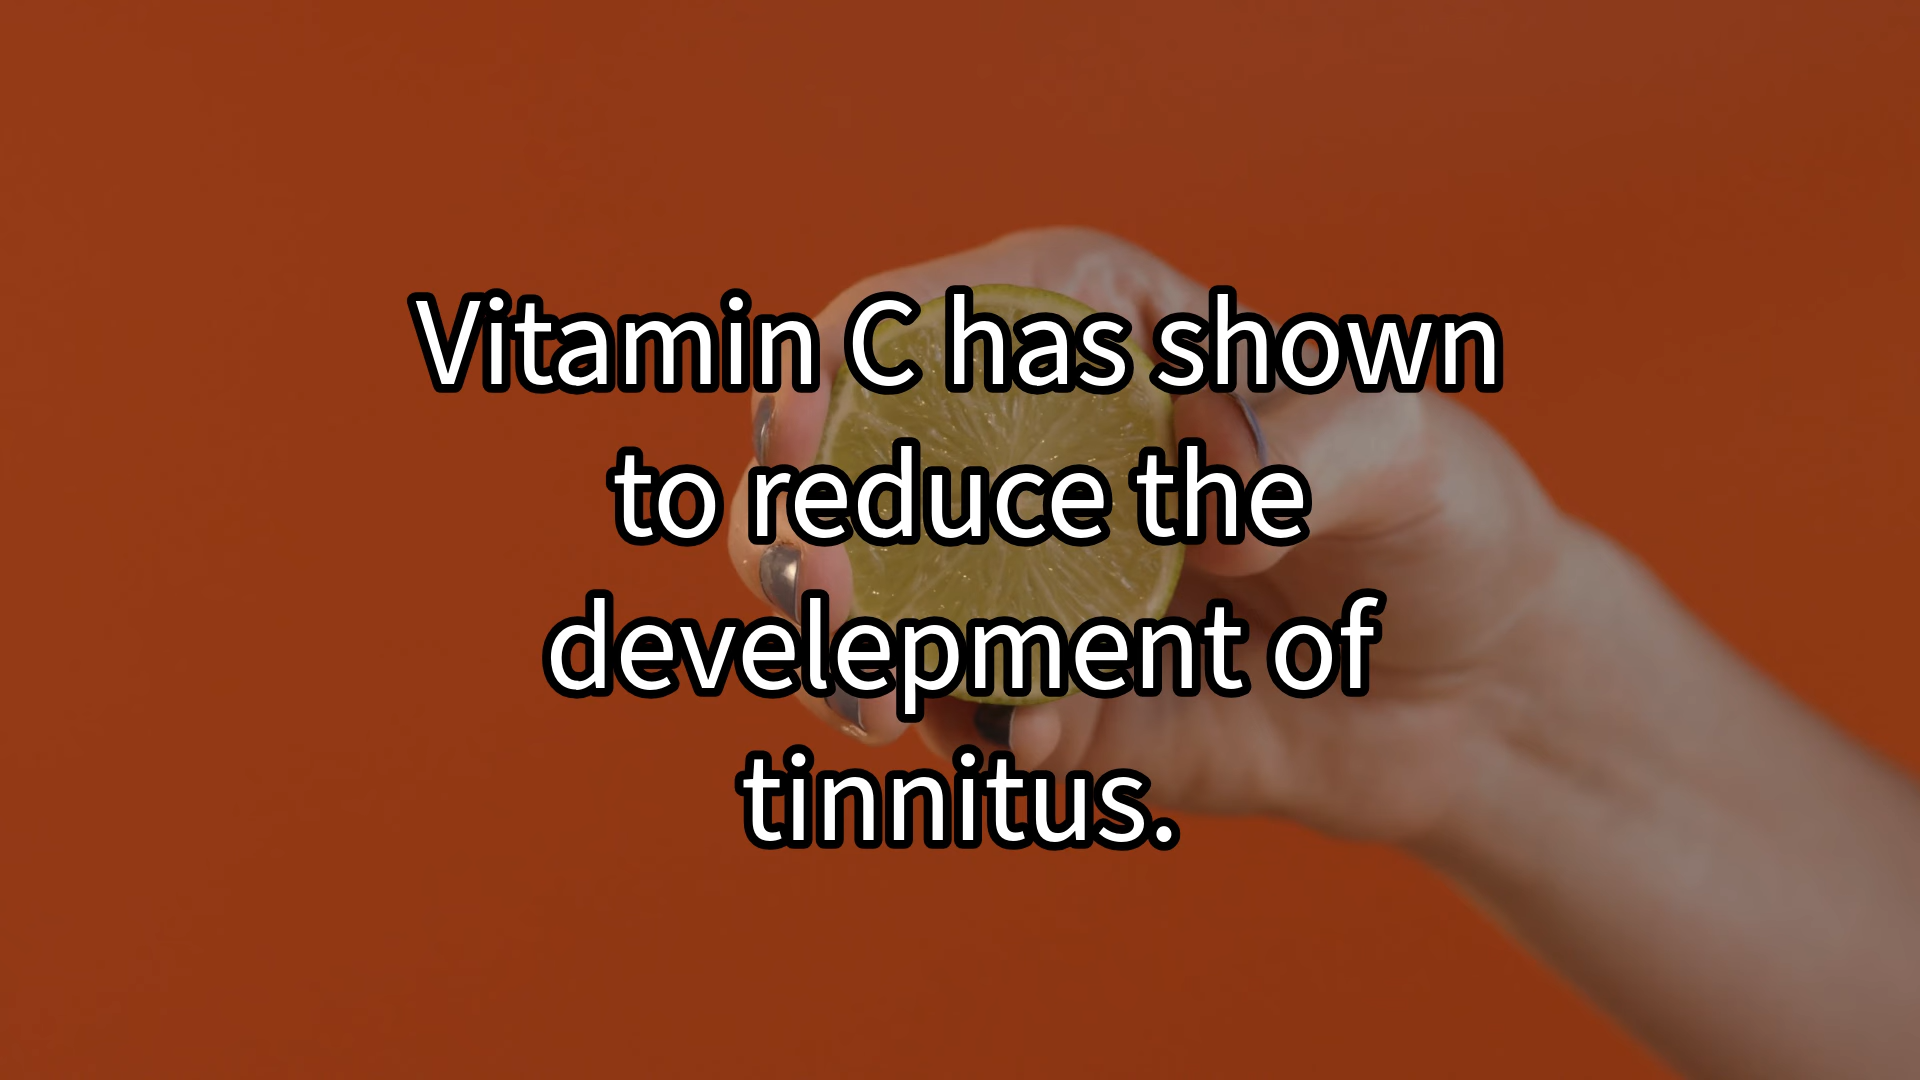 Vitamin C has shown
to reduce the
develepment of
tinnitus.